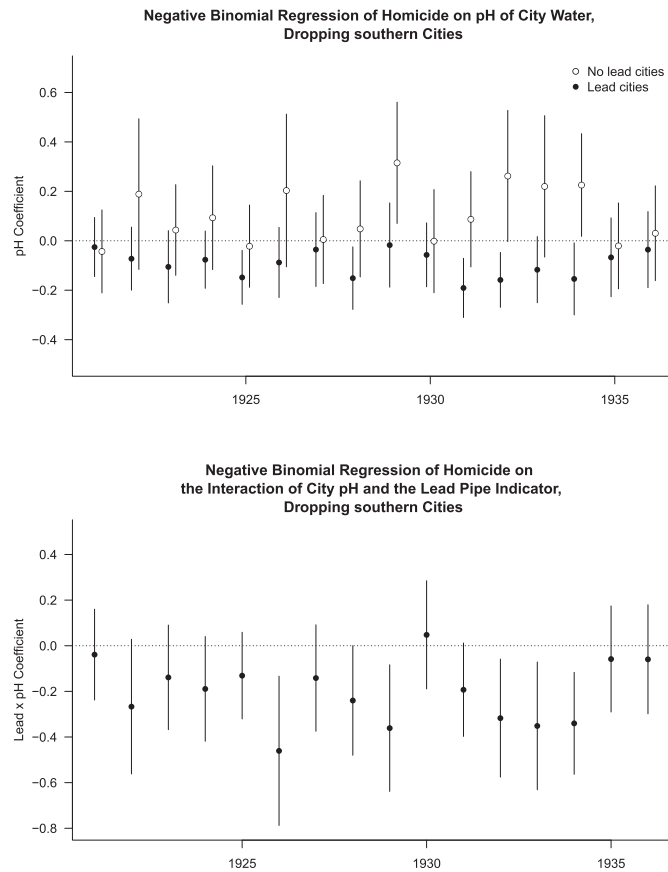 Negative Binomial Regression of Homicide on pH of City Water,
Dropping southern Cities
No lead cities
Lead cities
pH Coefficient
0.6
0.4
0.2
0.0
−0.2
−0.4
1925 1930 1935
Negative Binomial Regression of Homicide on
the Interaction of City pH and the Lead Pipe Indicator,
Dropping southern Cities
Lead x pH Coefficient
0.4
0.2
0.0
−0.2
−0.4
−0.6
−0.8
1925 1930 1935